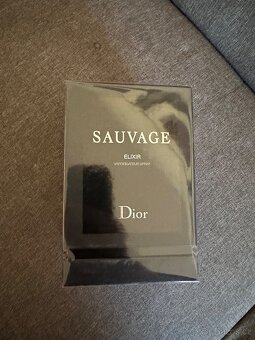 SAUVAGE
ELIXIR
VAPORISATEUR SPRAY
Dior